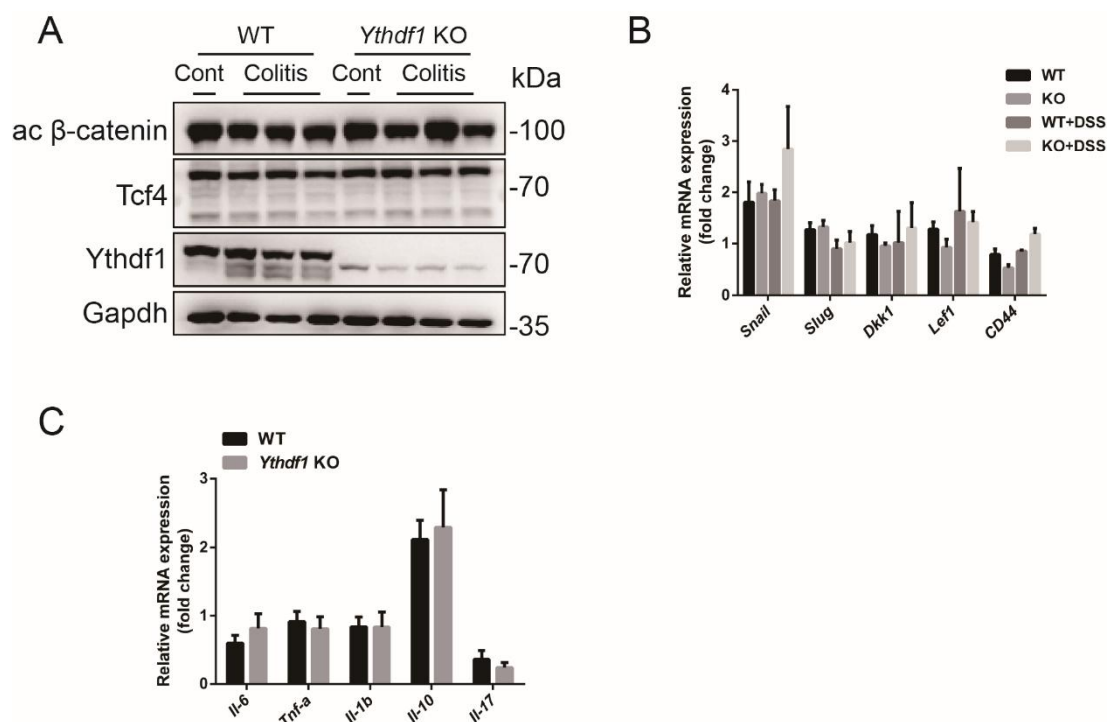 A
WT
Ythdf1 KO
Cont
Colitis
Cont
Colitis
kDa
ac β-catenin
-100
Tcf4
-70
Ythdf1
-70
Gapdh
-35
B
WT
KO
WT+DSS
KO+DSS
Relative mRNA expression
(fold change)
4
3
2
1
0
Snail
Slug
Dkk1
Lef1
CD44
C
WT
Ythdf1 KO
Relative mRNA expression
(fold change)
3
2
1
0
Il-6
Tnf-a
Il-1b
Il-10
Il-17